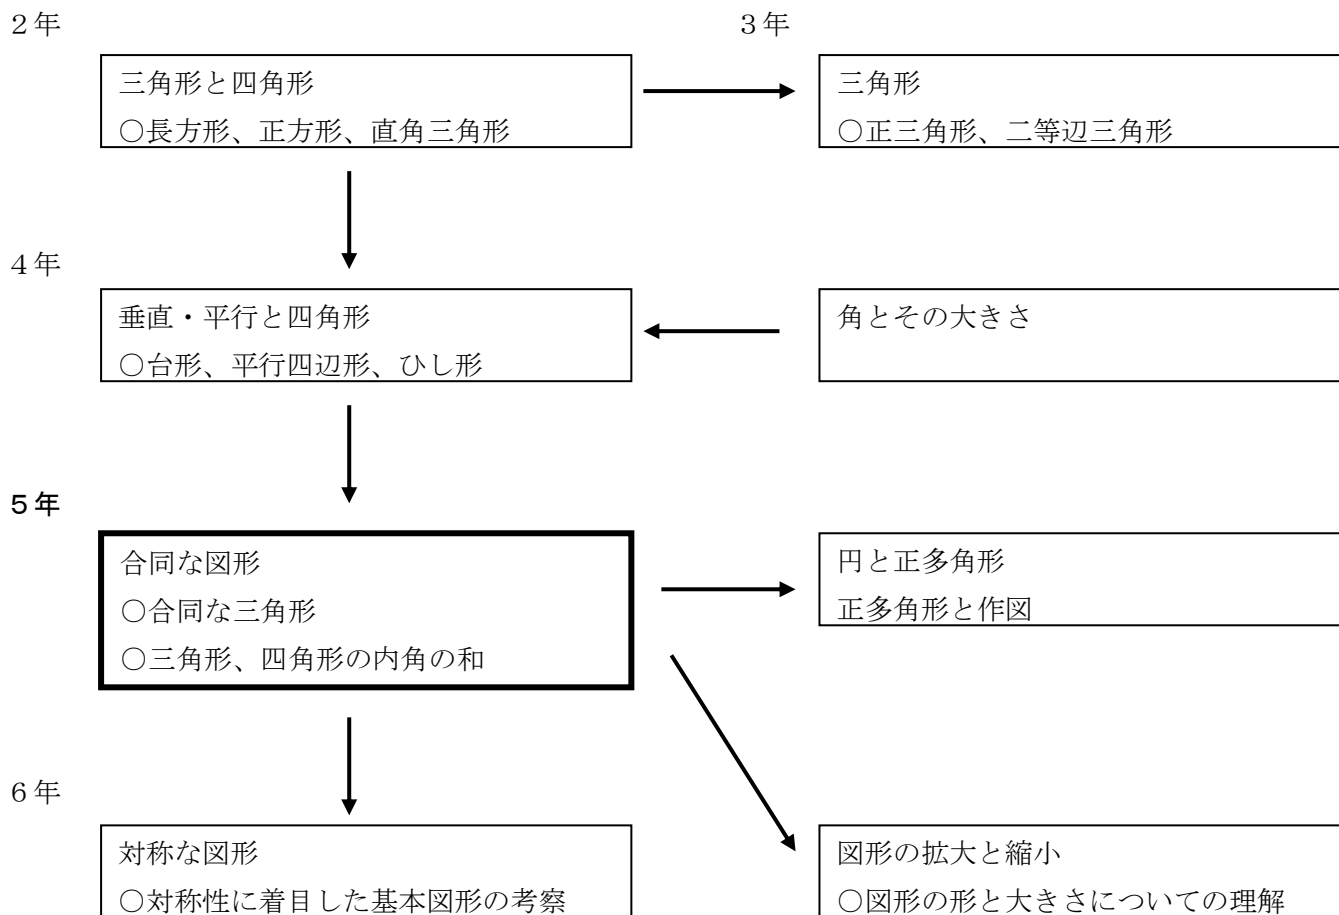 ２年
３年
三角形と四角形
○長方形、正方形、直角三角形
三角形
○正三角形、二等辺三角形
４年
垂直・平行と四角形
○台形、平行四辺形、ひし形
角とその大きさ
５年
合同な図形
○合同な三角形
○三角形、四角形の内角の和
円と正多角形
正多角形と作図
６年
対称な図形
○対称性に着目した基本図形の考察
図形の拡大と縮小
○図形の形と大きさについての理解